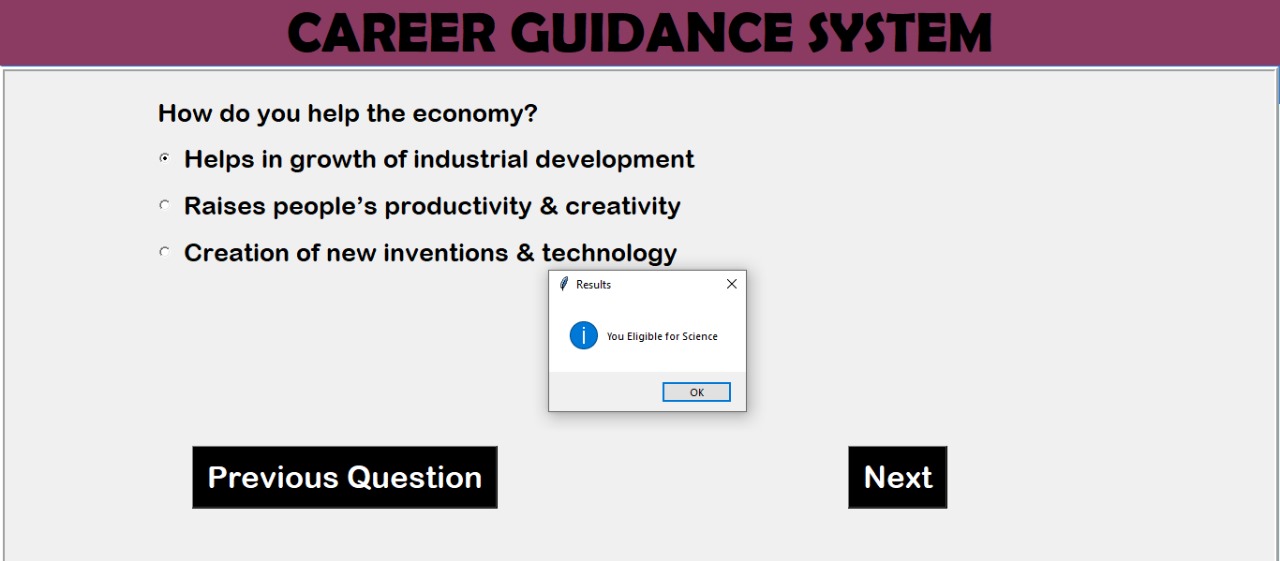 CAREER GUIDANCE SYSTEM
How do you help the economy?
Helps in growth of industrial development
Raises people’s productivity & creativity
Creation of new inventions & technology
Results
You Eligible for Science
OK
Previous Question
Next